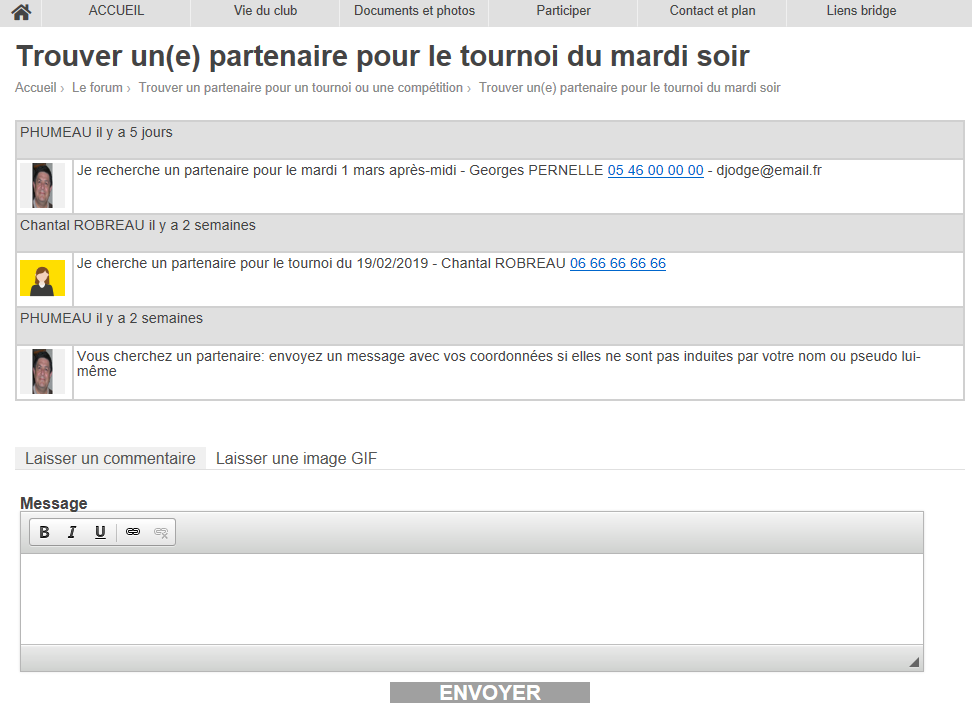 ACCUEIL Vie du club Documents et photos Participer Contact et plan Liens bridge
Trouver un(e) partenaire pour le tournoi du mardi soir
Accueil › Le forum › Trouver un partenaire pour un tournoi ou une compétition › Trouver un(e) partenaire pour le tournoi du mardi soir
PHUMEAU il y a 5 jours
Je recherche un partenaire pour le mardi 1 mars après-midi - Georges PERNELLE 05 46 00 00 00 - djodge@email.fr
Chantal ROBREAU il y a 2 semaines
Je cherche un partenaire pour le tournoi du 19/02/2019 - Chantal ROBREAU 06 66 66 66 66
PHUMEAU il y a 2 semaines
Vous cherchez un partenaire: envoyez un message avec vos coordonnées si elles ne sont pas induites par votre nom ou pseudo lui-
même
Laisser un commentaire Laisser une image GIF
Message
B I U
ENVOYER